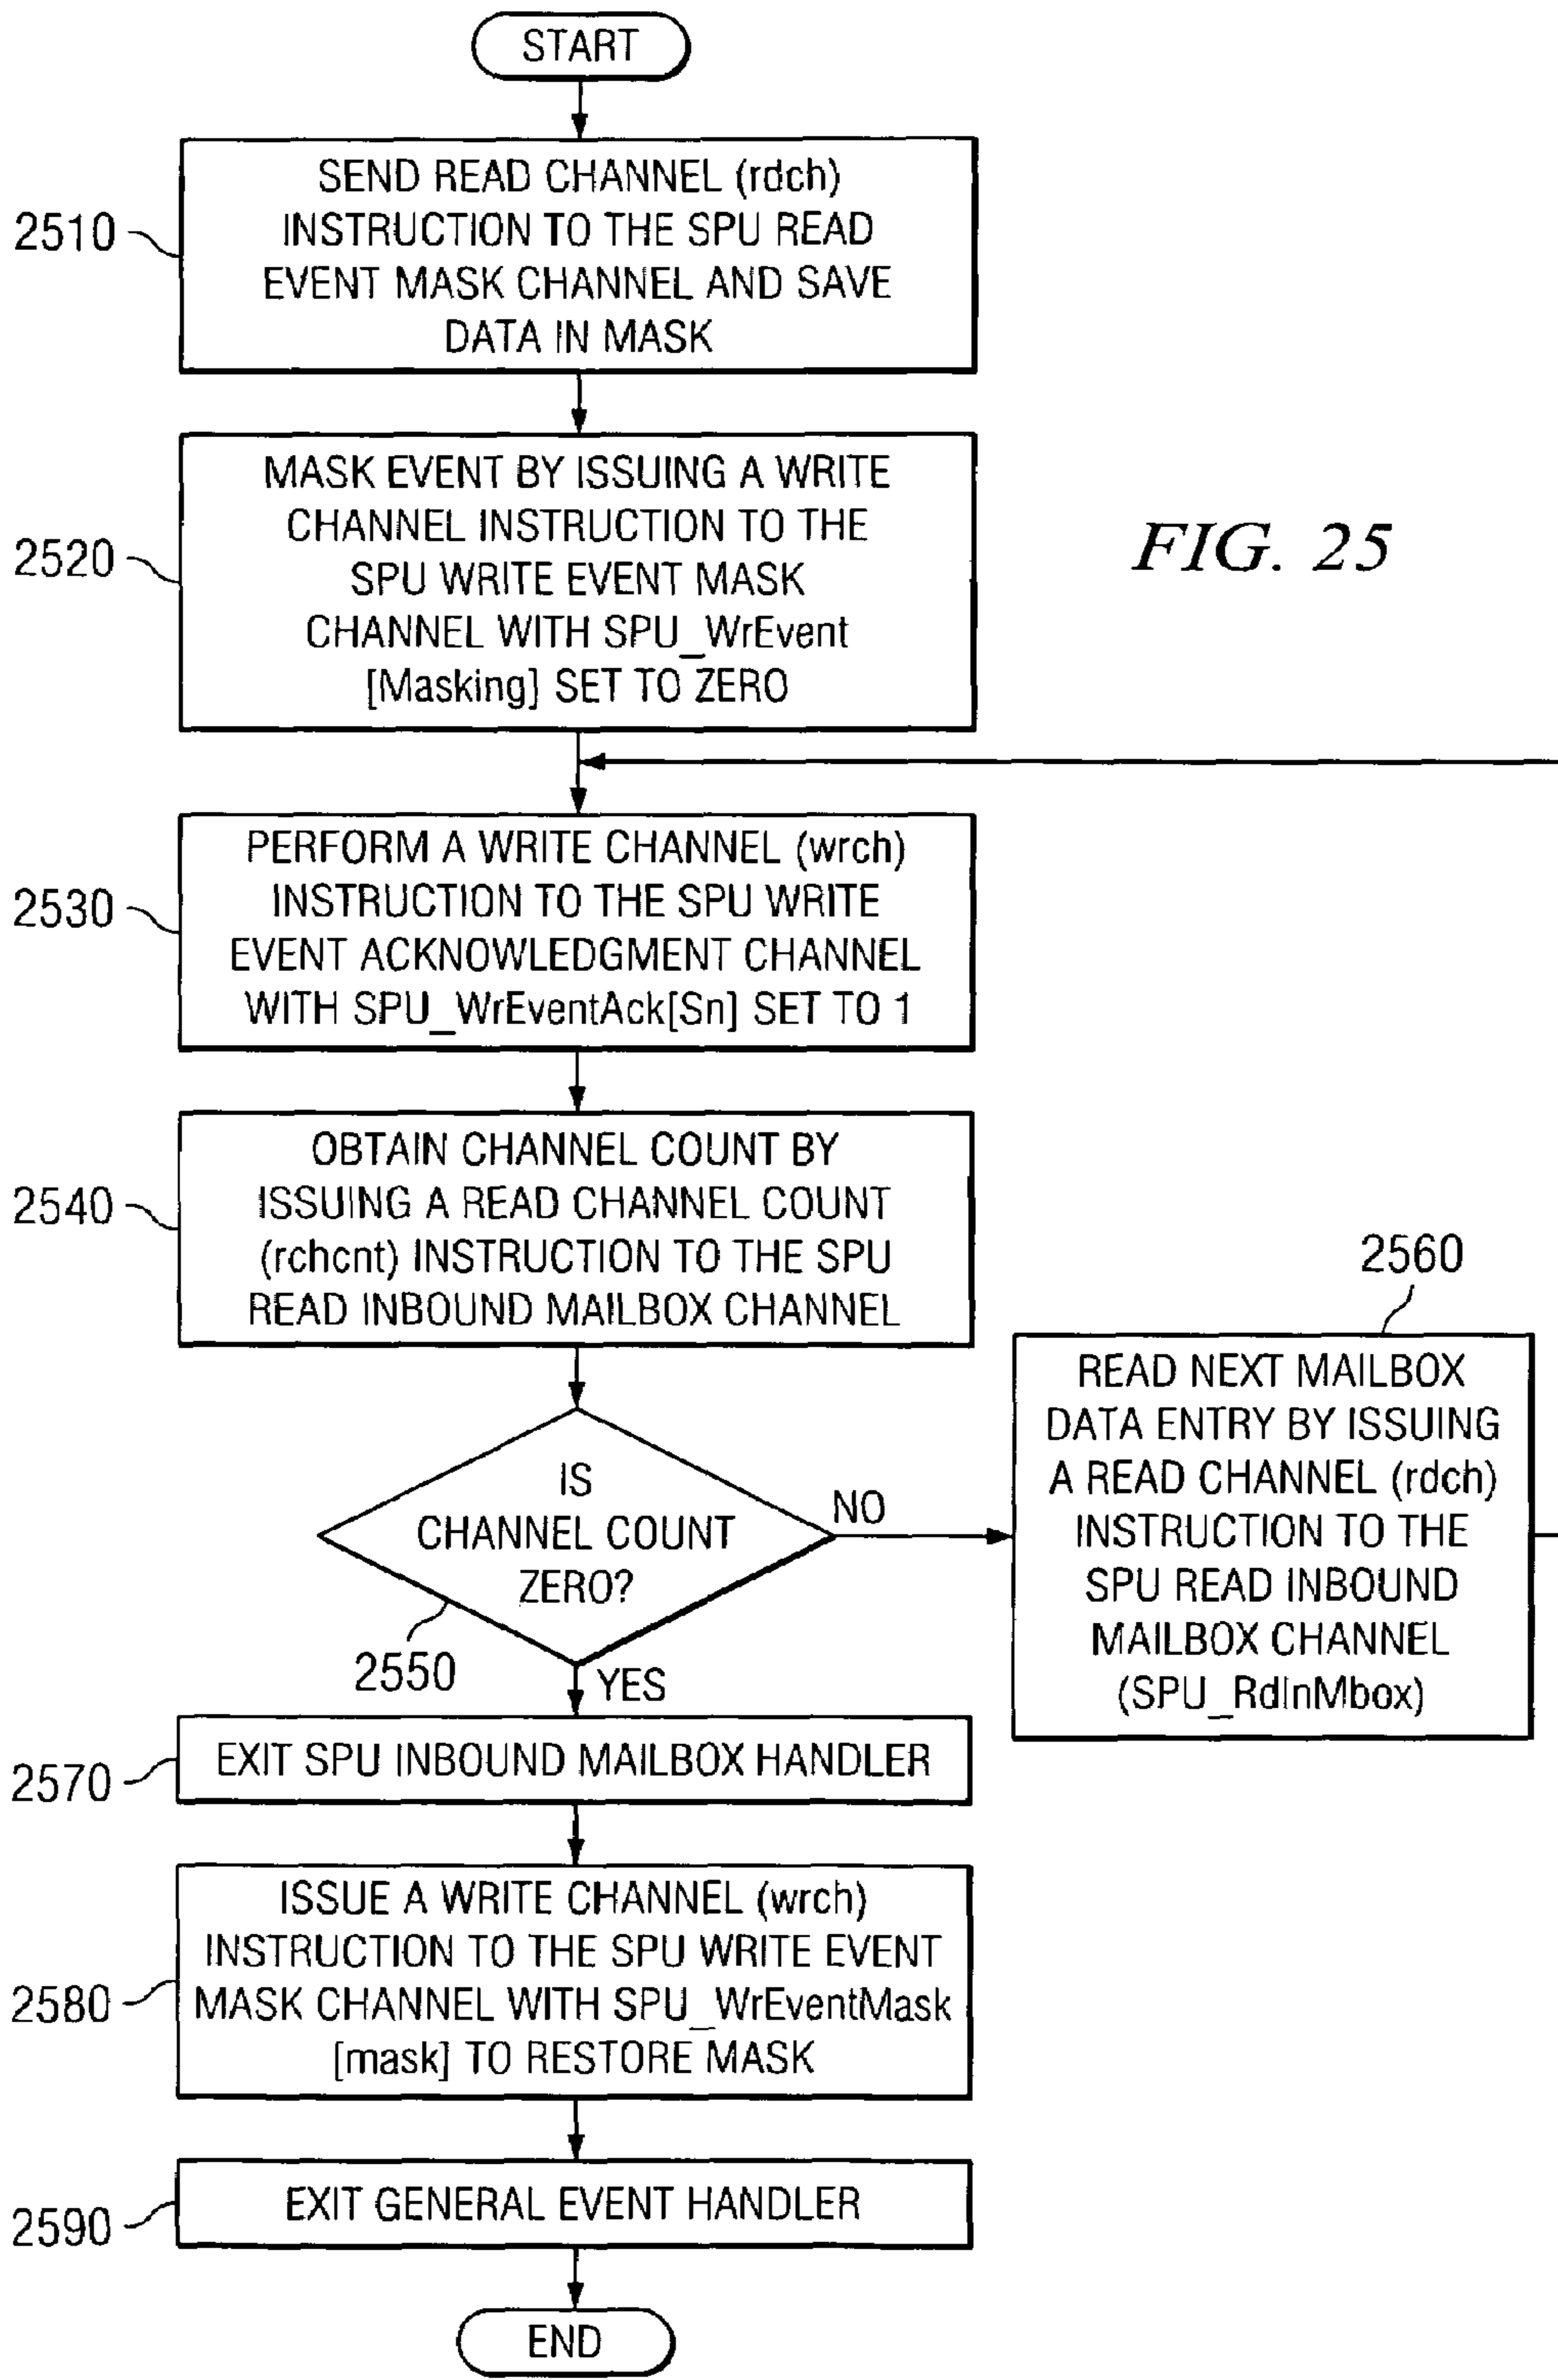 START
2510
SEND READ CHANNEL (rdch)
INSTRUCTION TO THE SPU READ
EVENT MASK CHANNEL AND SAVE
DATA IN MASK
2520
MASK EVENT BY ISSUING A WRITE
CHANNEL INSTRUCTION TO THE
SPU WRITE EVENT MASK
CHANNEL WITH SPU_WrEvent
[Masking] SET TO ZERO
FIG. 25
2530
PERFORM A WRITE CHANNEL (wrch)
INSTRUCTION TO THE SPU WRITE
EVENT ACKNOWLEDGMENT CHANNEL
WITH SPU_WrEventAck[Sn] SET TO 1
2540
OBTAIN CHANNEL COUNT BY
ISSUING A READ CHANNEL COUNT
(rchcnt) INSTRUCTION TO THE SPU
READ INBOUND MAILBOX CHANNEL
IS
CHANNEL COUNT
ZERO?
2550
NO
YES
2560
READ NEXT MAILBOX
DATA ENTRY BY ISSUING
A READ CHANNEL (rdch)
INSTRUCTION TO THE
SPU READ INBOUND
MAILBOX CHANNEL
(SPU_RdInMbox)
2570
EXIT SPU INBOUND MAILBOX HANDLER
2580
ISSUE A WRITE CHANNEL (wrch)
INSTRUCTION TO THE SPU WRITE EVENT
MASK CHANNEL WITH SPU_WrEventMask
[mask] TO RESTORE MASK
2590
EXIT GENERAL EVENT HANDLER
END